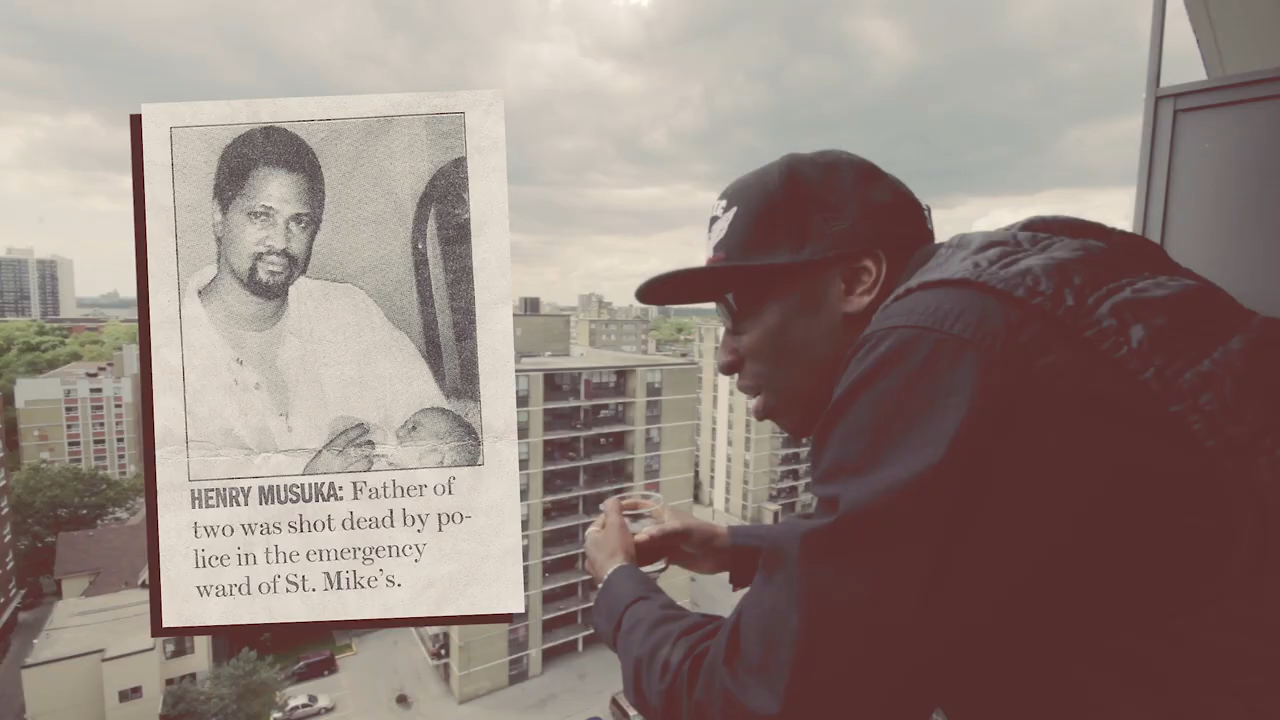 HENRY MUSUKA: Father of
two was shot dead by po-
lice in the emergency
ward of St. Mike's.